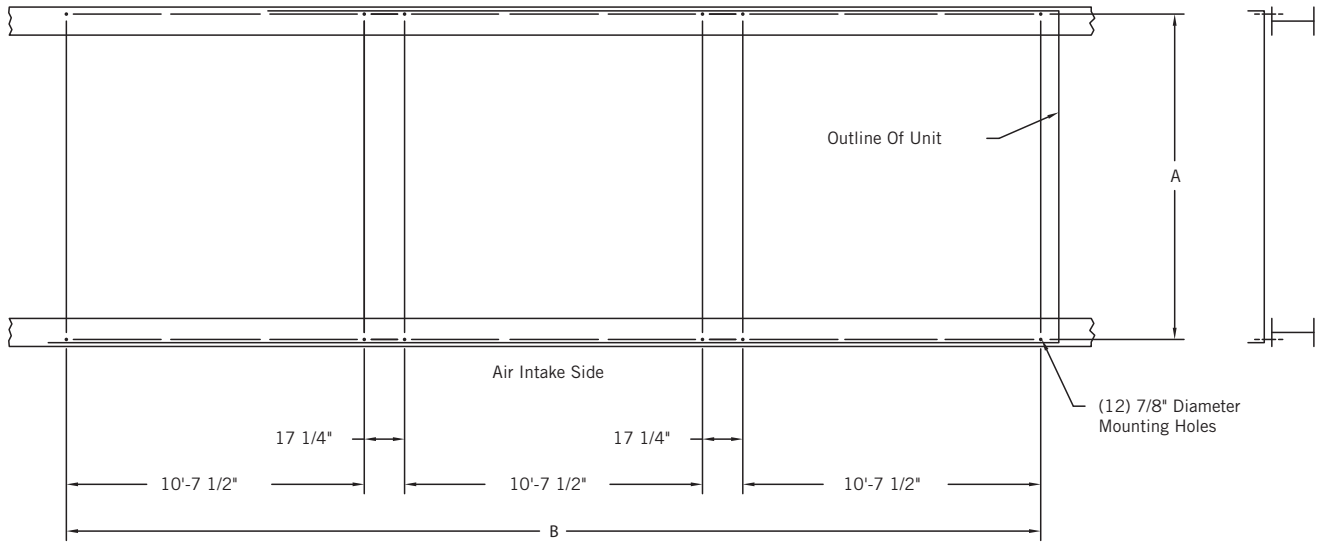 Outline Of Unit
A
Air Intake Side
(12) 7/8" Diameter
Mounting Holes
17 1/4"
17 1/4"
10'-7 1/2"
10'-7 1/2"
10'-7 1/2"
B